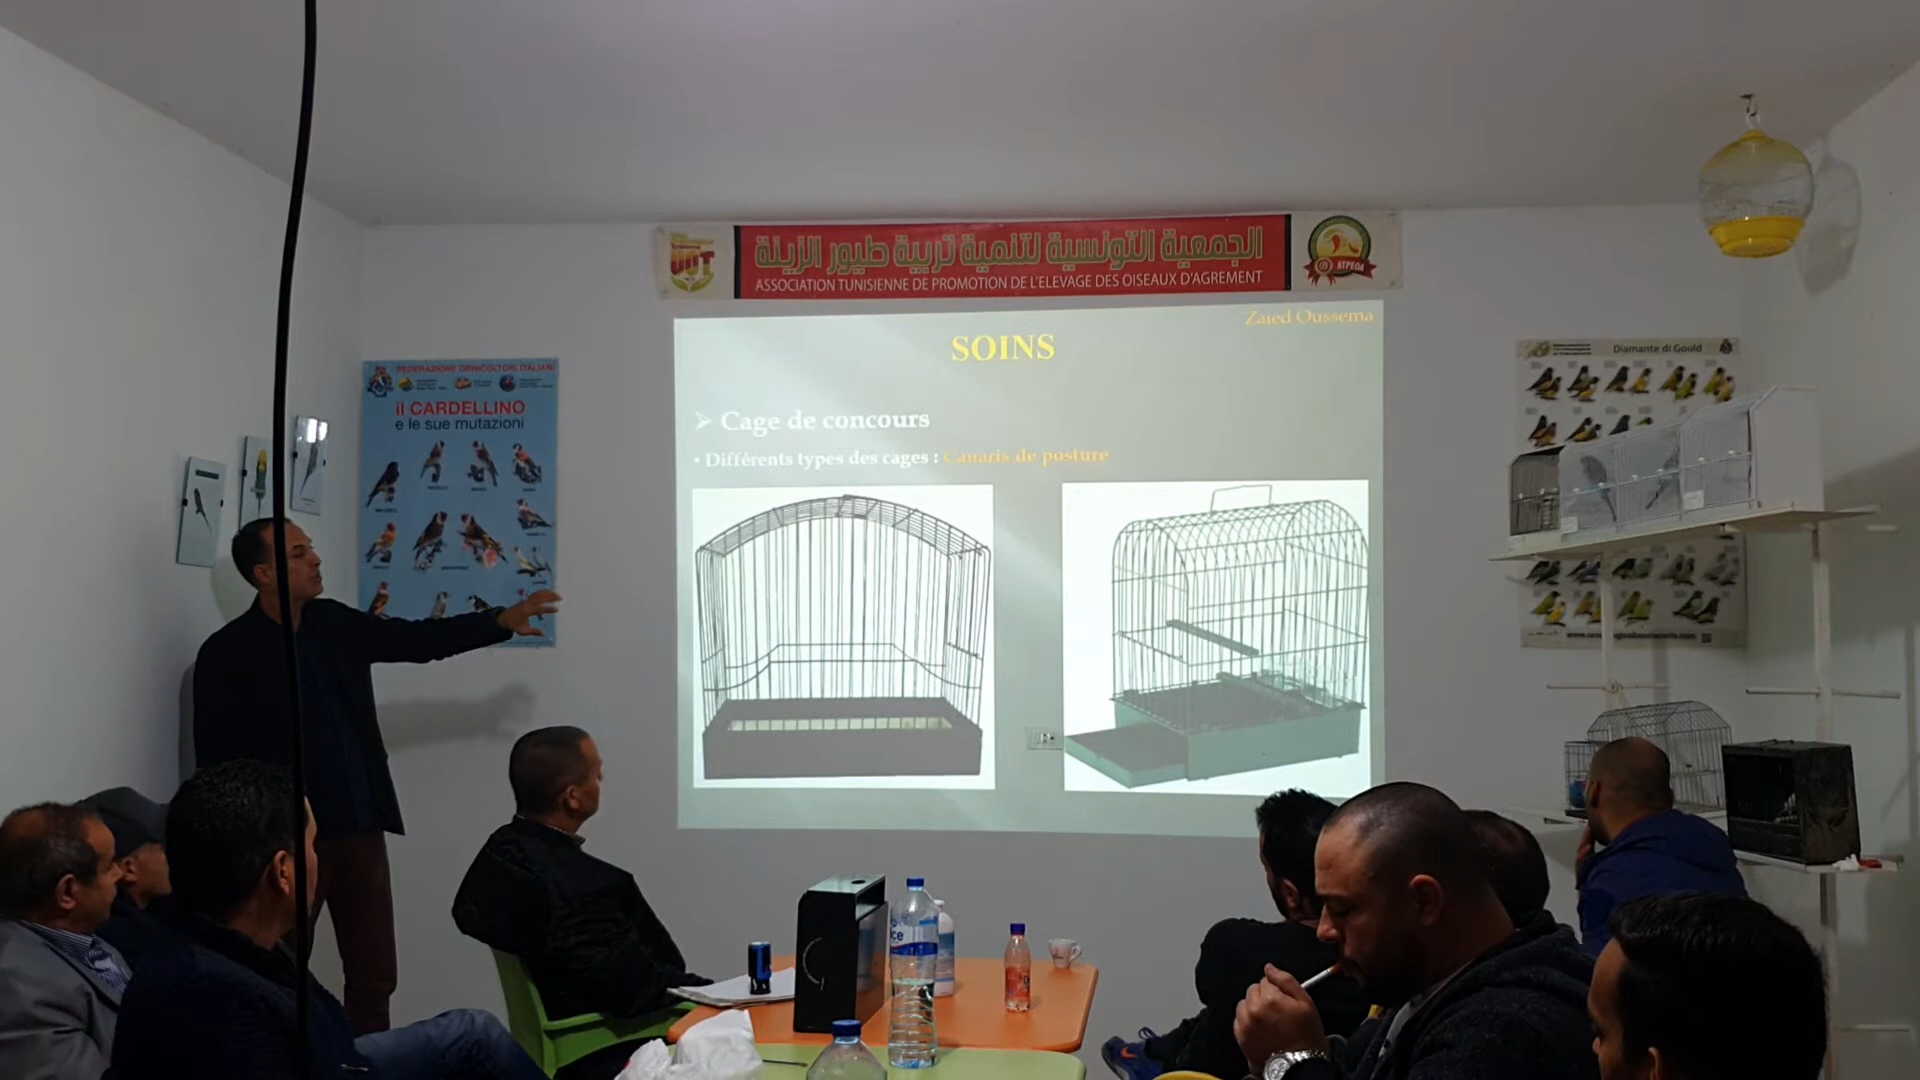 الجمعية التونسية لتنمية تربية طيور الزينة
ASSOCIATION TUNISIENNE DE PROMOTION DE L'ELEVAGE DES OISEAUX D'AGREMENT
ATPEOA
Zaied Oussema
SOINS
➢ Cage de concours
• Différents types des cages : Canaris de posture
FEDERAZIONE ORNICOLTORI ITALIANI
il CARDELLINO
e le sue mutazioni
Diamante di Gould
ce